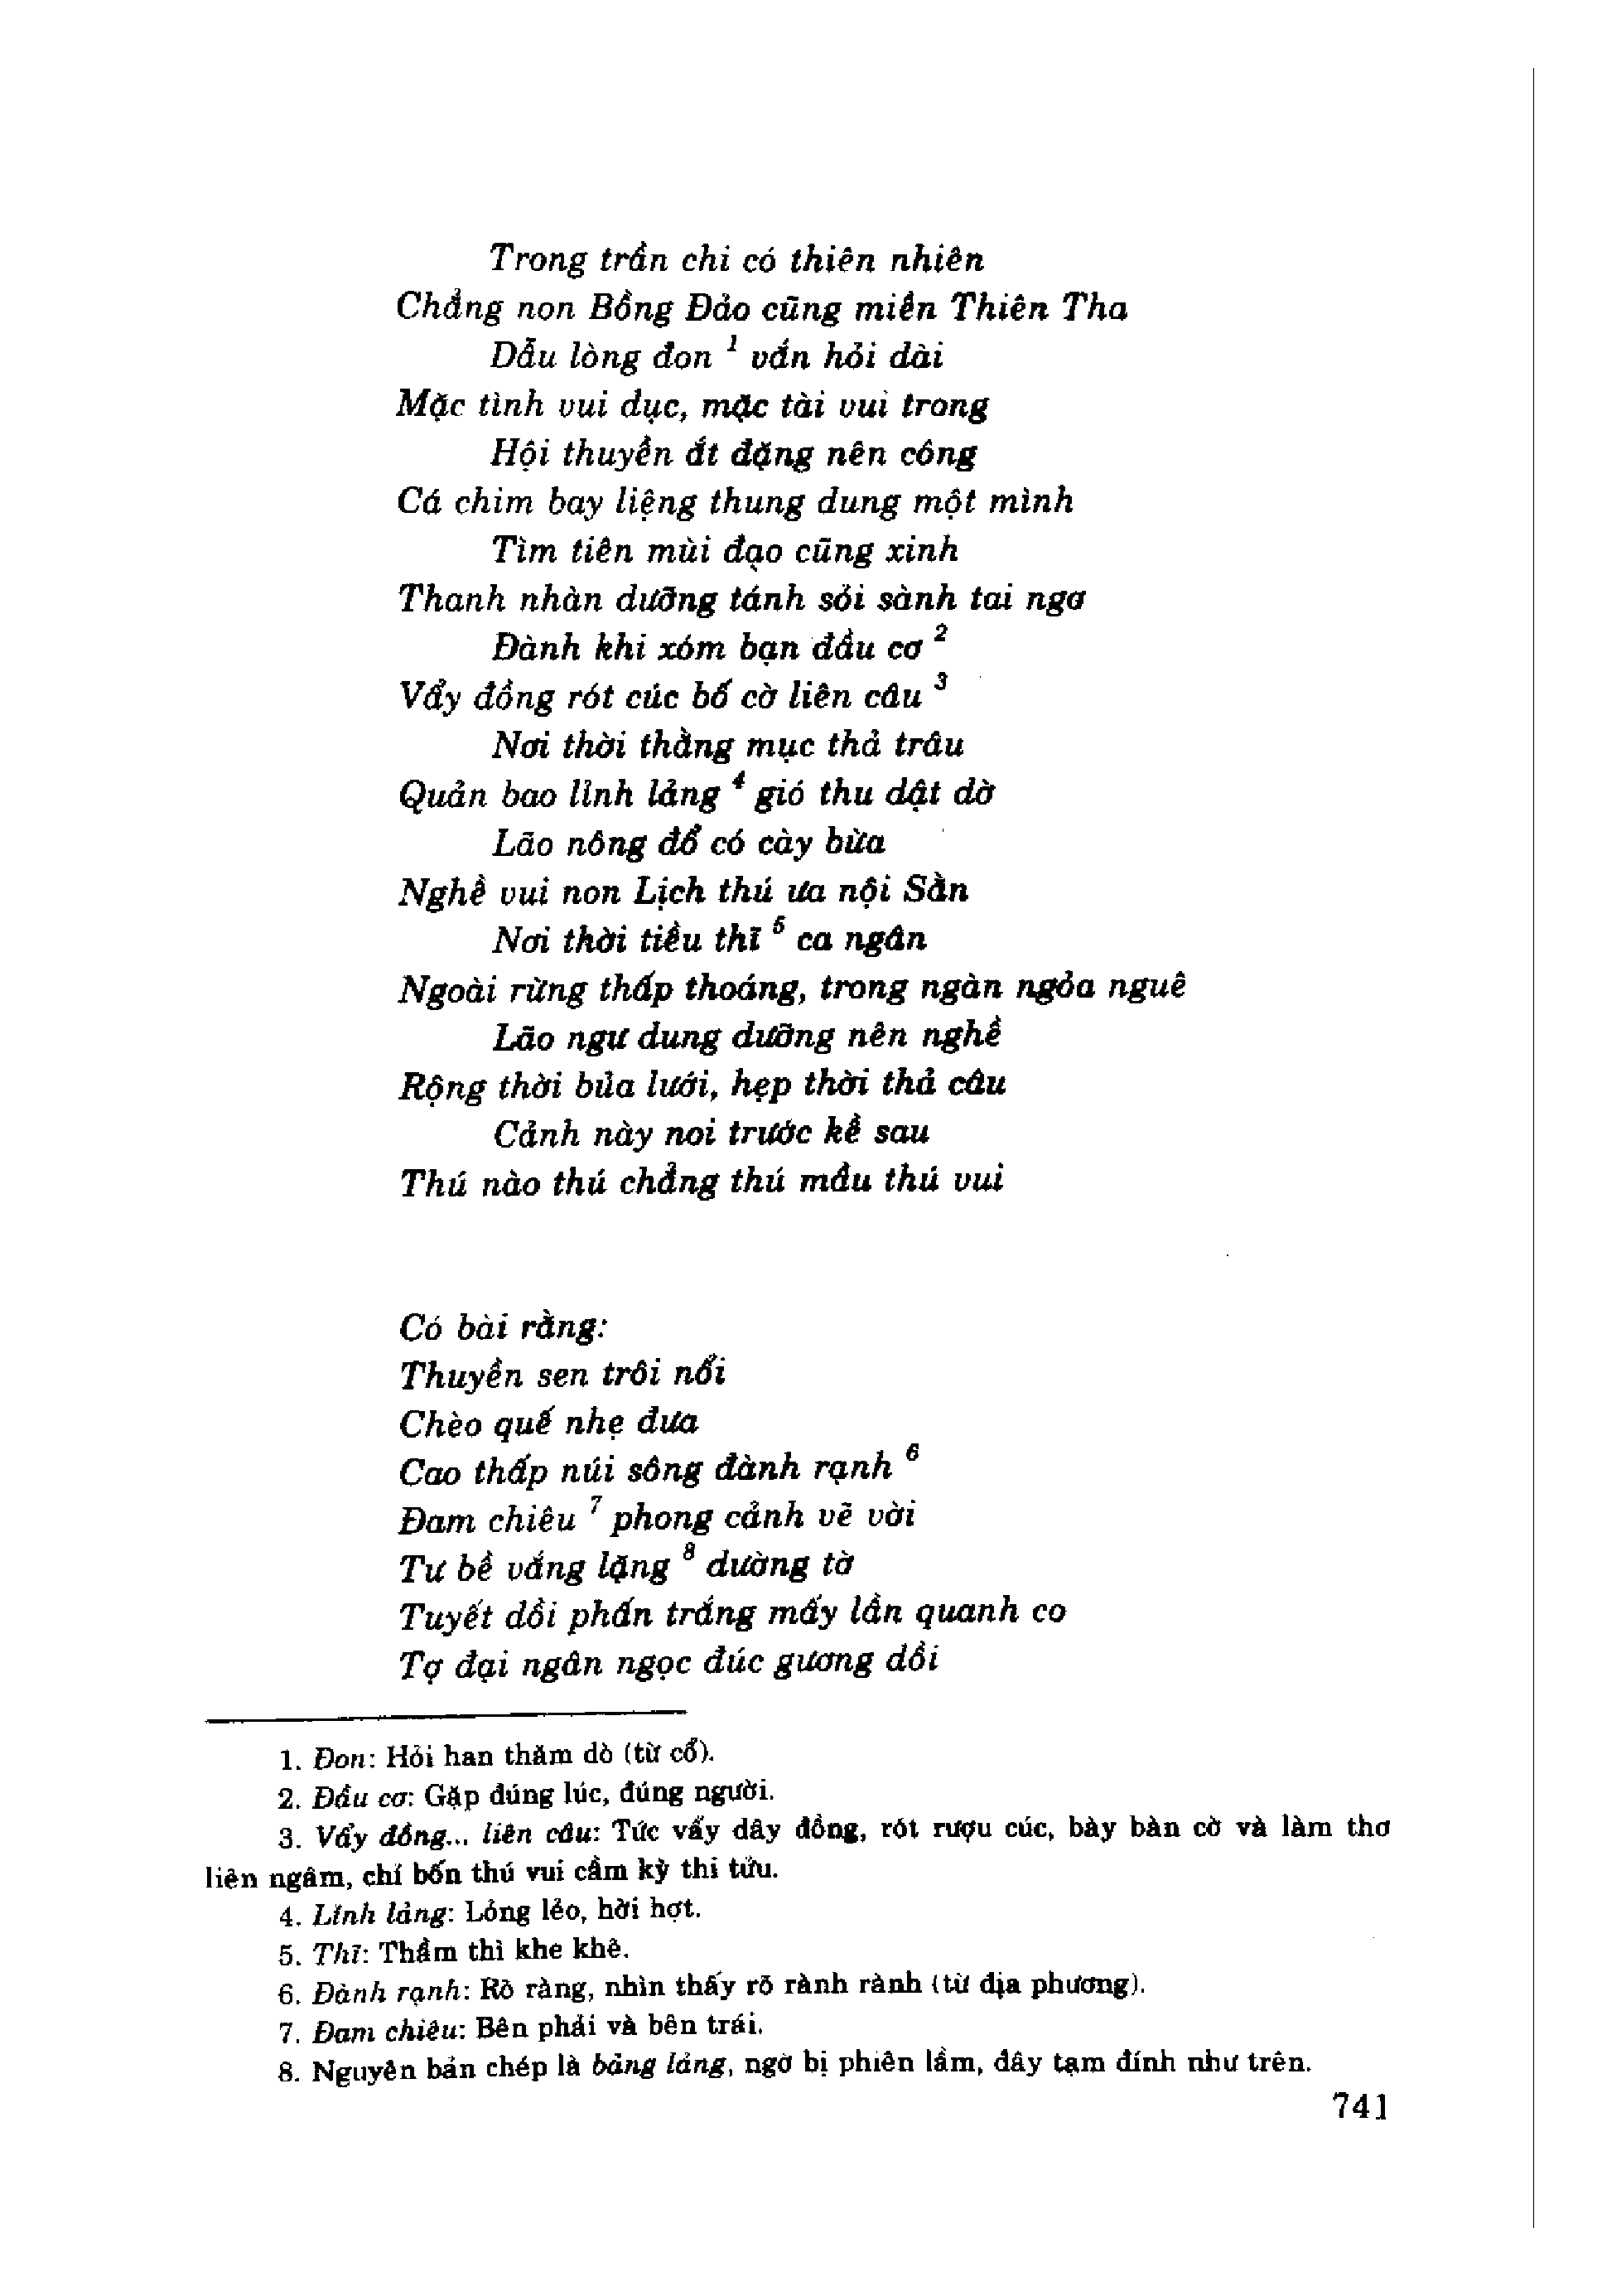 Trong trần chi có thiên nhiên
Chẳng non Bồng Đảo cũng miền Thiên Tha
Dẫu lòng đon ¹ vắn hỏi dài
Mặc tình vui dục, mặc tài vui trong
Hội thuyền ắt đặng nên công
Cá chim bay liệng thung dung một mình
Tìm tiên mùi đạo cũng xinh
Thanh nhàn dưỡng tánh sỏi sành tai ngơ
Đành khi xóm bạn đầu cơ ²
Vẩy đồng rót cúc bố cờ liên câu ³
Nơi thời thằng mục thả trâu
Quản bao lỉnh lảng ⁴ gió thu dật dờ
Lão nông đổ có cày bừa
Nghề vui non Lịch thú ưa nội Sằn
Nơi thời tiều thĩ ⁵ ca ngân
Ngoài rừng thấp thoáng, trong ngàn ngỏa nguê
Lão ngư dung dưỡng nên nghề
Rộng thời bủa lưới, hẹp thời thả câu
Cảnh này noi trước kề sau
Thú nào thú chẳng thú mầu thú vui
Có bài rằng:
Thuyền sen trôi nổi
Chèo quế nhẹ đưa
Cao thấp núi sông đành rạnh ⁶
Đam chiêu ⁷ phong cảnh vẽ vời
Tư bề vắng lặng ⁸ dường tờ
Tuyết dồi phấn trắng mấy lần quanh co
Tợ đại ngân ngọc đúc gương dồi
1. Đon: Hỏi han thăm dò (từ cổ).
2. Đầu cơ: Gặp đúng lúc, đúng người.
3. Vẩy đồng... liên câu: Tức vẩy dây đồng, rót rượu cúc, bày bàn cờ và làm thơ
liên ngâm, chỉ bốn thú vui cầm kỳ thi tửu.
4. Lỉnh lảng: Lỏng lẻo, hời hợt.
5. Thĩ: Thầm thì khe khẽ.
6. Đành rạnh: Rõ ràng, nhìn thấy rõ rành rành (từ địa phương).
7. Đam chiêu: Bên phải và bên trái.
8. Nguyên bản chép là bảng lảng, ngờ bị phiên lầm, đây tạm đính như trên.
741